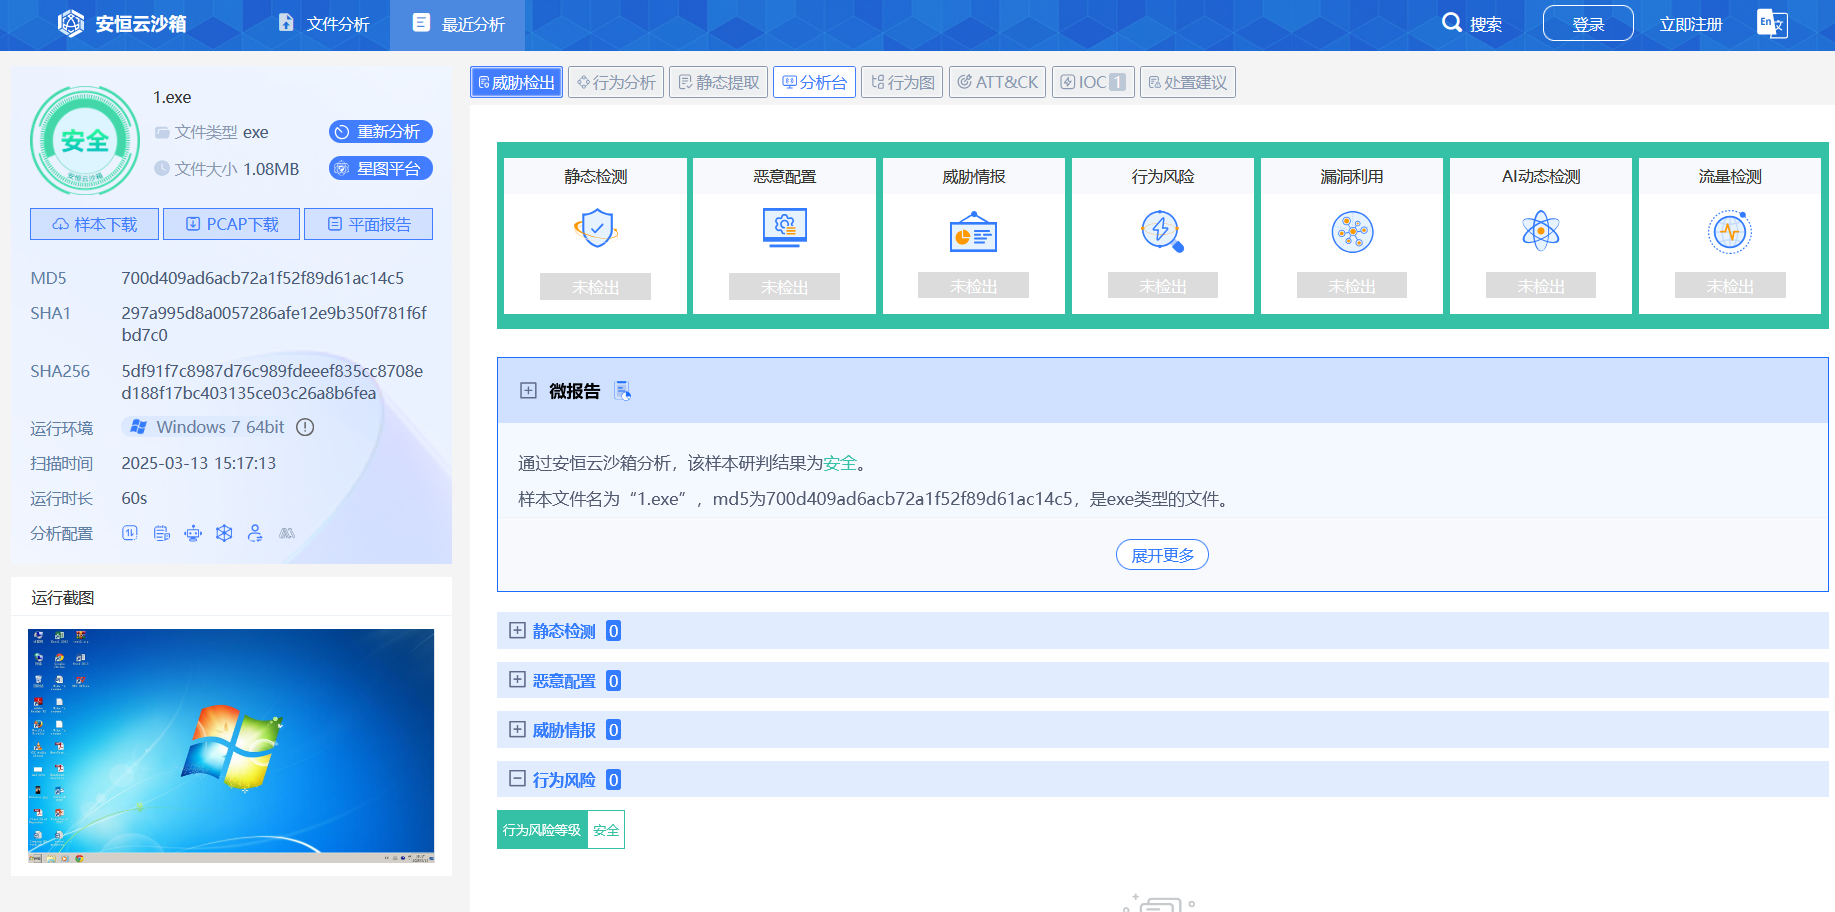 安恒云沙箱
文件分析
最近分析
搜索
登录
立即注册
En 文
安全
安恒云沙箱
1.exe
文件类型 exe
重新分析
文件大小 1.08MB
星图平台
样本下载
PCAP下载
平面报告
MD5 700d409ad6acb72a1f52f89d61ac14c5
SHA1 297a995d8a0057286afe12e9b350f781f6f
bd7c0
SHA256 5df91f7c8987d76c989fdeeef835cc8708e
d188f17bc403135ce03c26a8b6fea
运行环境 Windows 7 64bit
扫描时间 2025-03-13 15:17:13
运行时长 60s
分析配置
运行截图
威胁检出
行为分析
静态提取
分析台
行为图
ATT&CK
IOC 1
处置建议
静态检测
恶意配置
威胁情报
行为风险
漏洞利用
AI动态检测
流量检测
未检出
未检出
未检出
未检出
未检出
未检出
未检出
微报告
通过安恒云沙箱分析，该样本研判结果为安全。
样本文件名为“1.exe”，md5为700d409ad6acb72a1f52f89d61ac14c5，是exe类型的文件。
展开更多
静态检测 0
恶意配置 0
威胁情报 0
行为风险 0
行为风险等级 安全